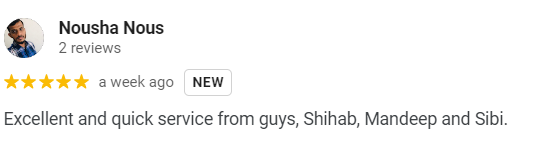 Nousha Nous
2 reviews
a week ago NEW
Excellent and quick service from guys, Shihab, Mandeep and Sibi.